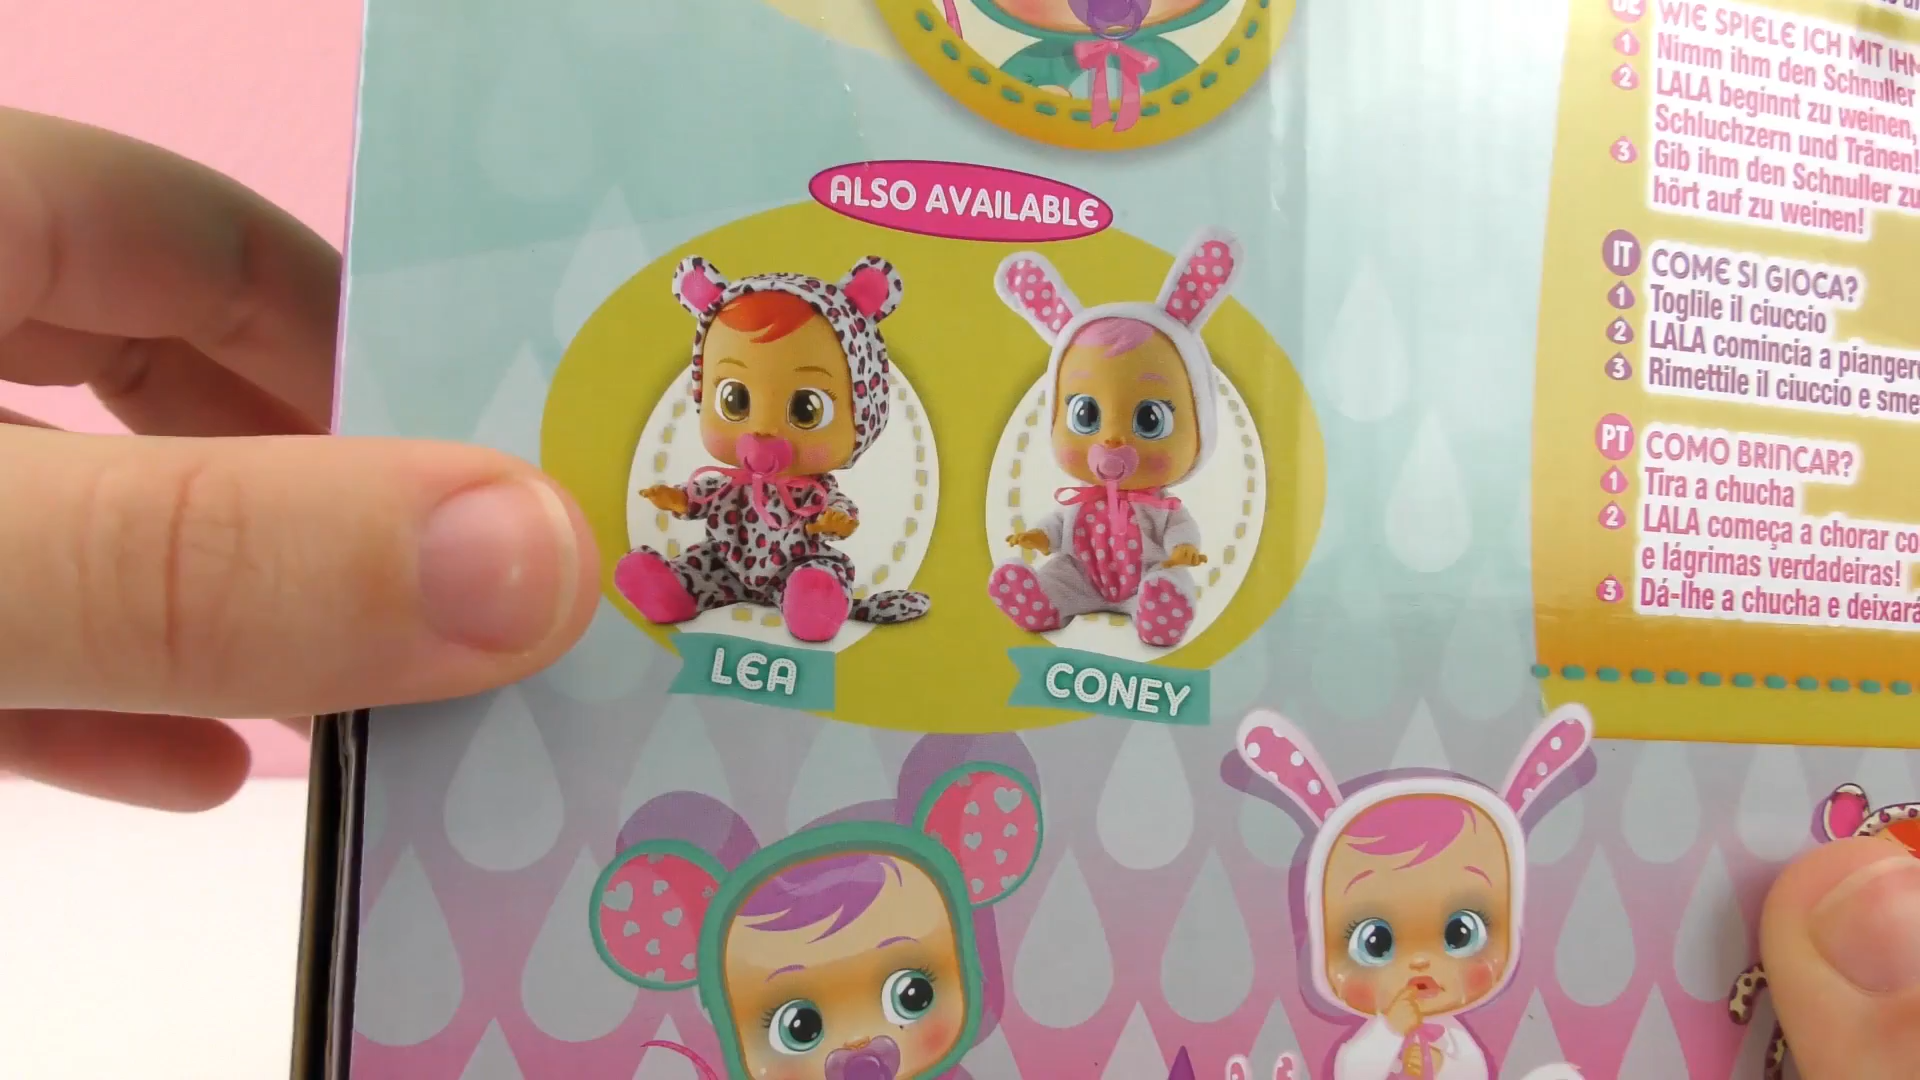 ALSO AVAILABLE
LEA
CONEY
DE WIE SPIELE ICH MIT
1 Nimm ihm den Schnuller
2 LALA beginnt zu weinen,
Schluchzern und Tränen!
3 Gib ihm den Schnuller
hört auf zu weinen!
IT COME SI GIOCA?
1 Toglile il ciuccio
2 LALA comincia a
3 Rimettile il ciuccio e
PT COMO BRINCAR?
1 Tira a chucha
2 LALA começa a chorar
e lágrimas verdadeiras!
3 Dá-lhe a chucha e